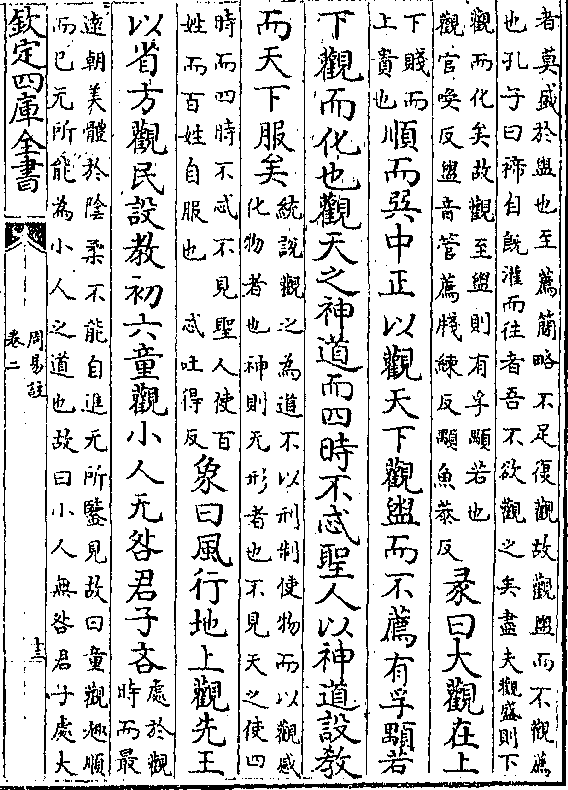 者莫盛於盥也至薦簡略不足復觀故觀盥而不觀薦
也孔子曰禘自既灌而往者吾不欲觀之矣盡夫觀盛則下
觀而化矣故觀至盥則有孚顒若也
觀官喚反盥音管薦牋練反顒魚恭反
彖曰大觀在上
下賤而
上貴也
順而巽中正以觀天下觀盥而不薦有孚顒若
下觀而化也觀天之神道而四時不忒聖人以神道設教
而天下服矣
統說觀之為道不以刑制使物而以觀感
化物者也神則无形者也不見天之使四
時而四時不忒不見聖人使百
姓而百姓自服也 忒吐得反
象曰風行地上觀先王
以省方觀民設教初六童觀小人无咎君子吝
處於觀
時而最
遠朝美體於陰柔不能自進无所鑒見故曰童觀趣順
而已无所能為小人之道也故曰小人無咎君子處大
欽定四庫全書
周易註
卷二
十三